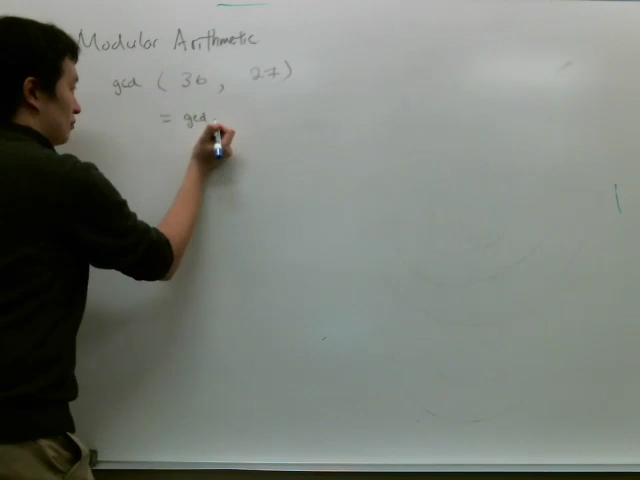 Modular Arithmetic
gcd ( 36 , 27)
= gcd